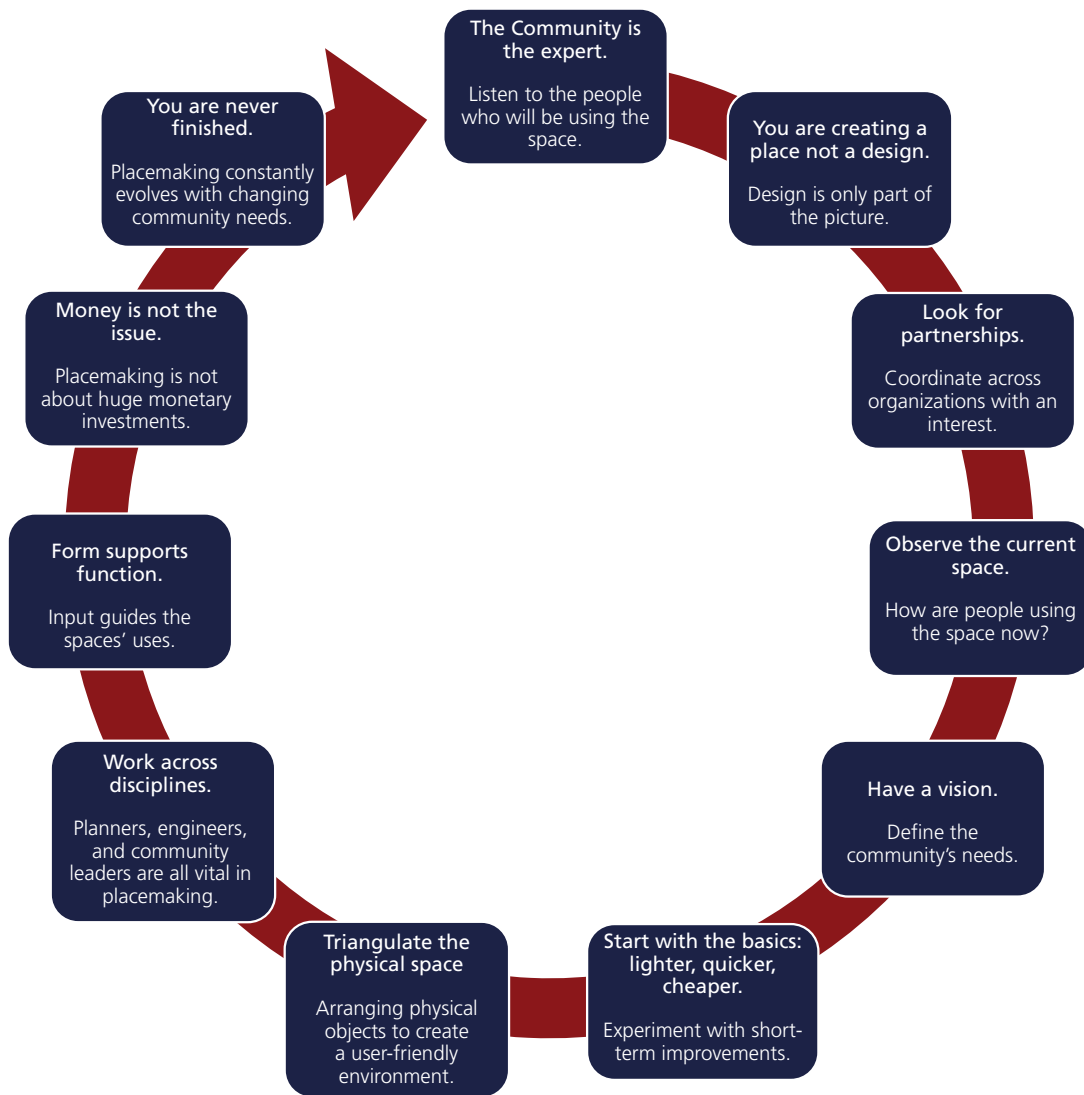 The Community is
the expert.
Listen to the people
who will be using the
space.
You are creating a
place not a design.
Design is only part of
the picture.
Look for
partnerships.
Coordinate across
organizations with an
interest.
Observe the current
space.
How are people using
the space now?
Have a vision.
Define the
community’s needs.
Start with the basics:
lighter, quicker,
cheaper.
Experiment with short-
term improvements.
Triangulate the
physical space
Arranging physical
objects to create
a user-friendly
environment.
Work across
disciplines.
Planners, engineers,
and community
leaders are all vital in
placemaking.
Form supports
function.
Input guides the
spaces’ uses.
Money is not the
issue.
Placemaking is not
about huge monetary
investments.
You are never
finished.
Placemaking constantly
evolves with changing
community needs.